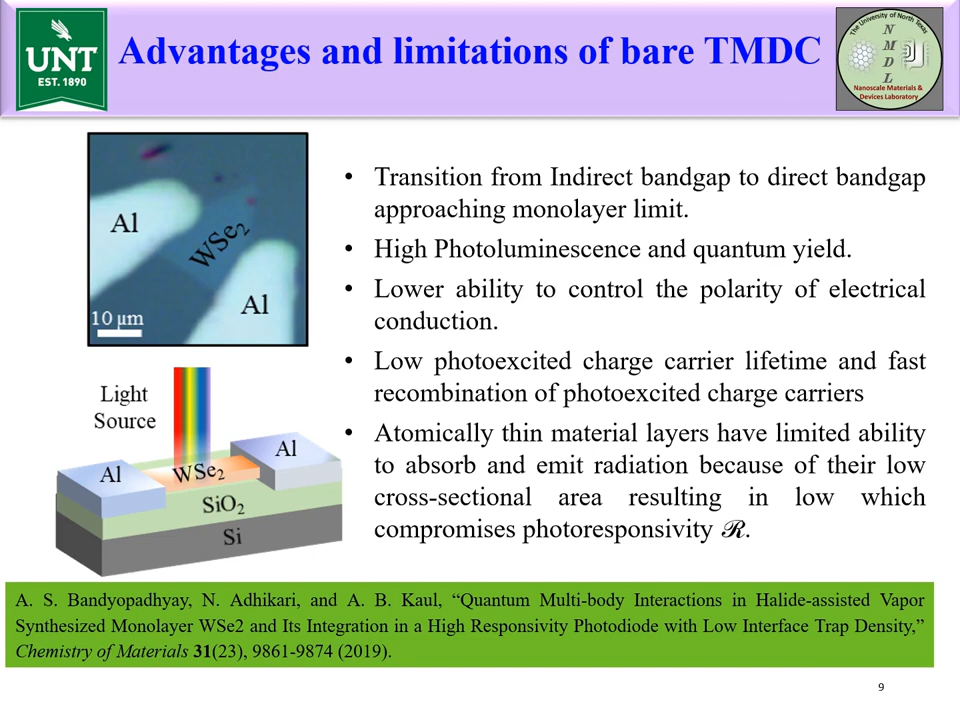 UNT
EST. 1890
Advantages and limitations of bare TMDC
The University of North Texas
N
M
D
L
Nanoscale Materials &
Devices Laboratory
Al
WSe2
Al
10 μm
Light
Source
Al
WSe2
Al
SiO2
Si
• Transition from Indirect bandgap to direct bandgap
approaching monolayer limit.
• High Photoluminescence and quantum yield.
• Lower ability to control the polarity of electrical
conduction.
• Low photoexcited charge carrier lifetime and fast
recombination of photoexcited charge carriers
• Atomically thin material layers have limited ability
to absorb and emit radiation because of their low
cross-sectional area resulting in low which
compromises photoresponsivity ℛ.
A. S. Bandyopadhyay, N. Adhikari, and A. B. Kaul, “Quantum Multi-body Interactions in Halide-assisted Vapor
Synthesized Monolayer WSe2 and Its Integration in a High Responsivity Photodiode with Low Interface Trap Density,”
Chemistry of Materials 31(23), 9861-9874 (2019).
9